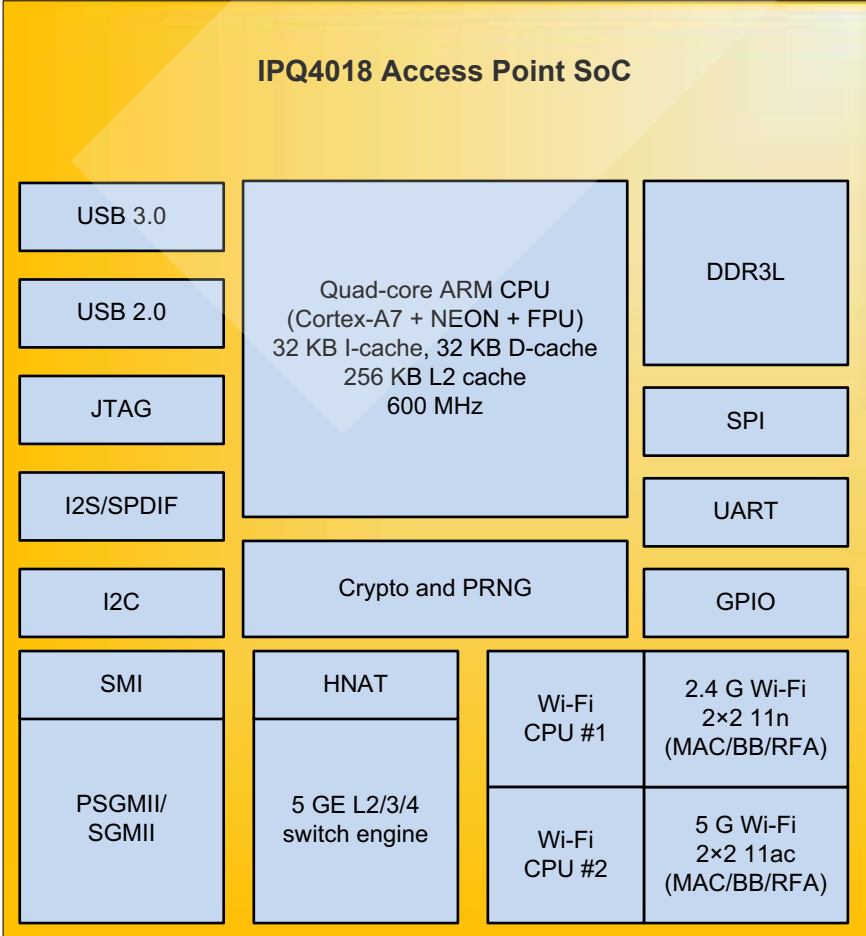 IPQ4018 Access Point SoC
USB 3.0
USB 2.0
JTAG
I2S/SPDIF
I2C
Quad-core ARM CPU
(Cortex-A7 + NEON + FPU)
32 KB I-cache, 32 KB D-cache
256 KB L2 cache
600 MHz
Crypto and PRNG
DDR3L
SPI
UART
GPIO
SMI
PSGMII/
SGMII
HNAT
5 GE L2/3/4
switch engine
Wi-Fi
CPU #1
2.4 G Wi-Fi
2×2 11n
(MAC/BB/RFA)
Wi-Fi
CPU #2
5 G Wi-Fi
2×2 11ac
(MAC/BB/RFA)